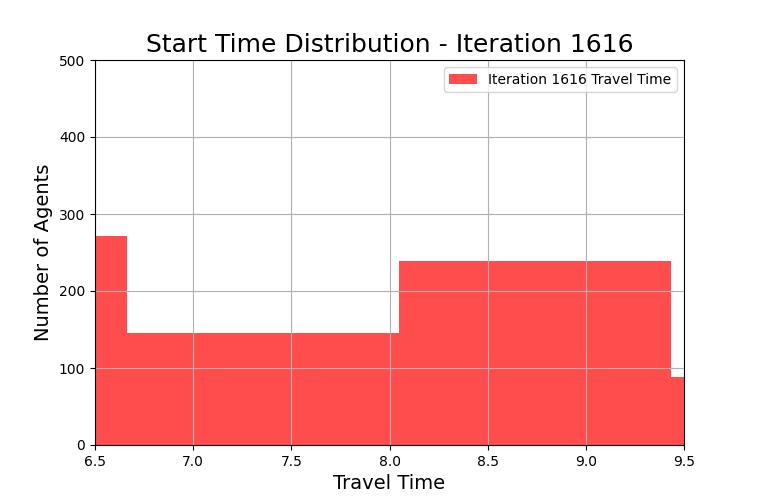 Start Time Distribution - Iteration 1616
Iteration 1616 Travel Time
Number of Agents
500
400
300
200
100
0
6.5 7.0 7.5 8.0 8.5 9.0 9.5
Travel Time